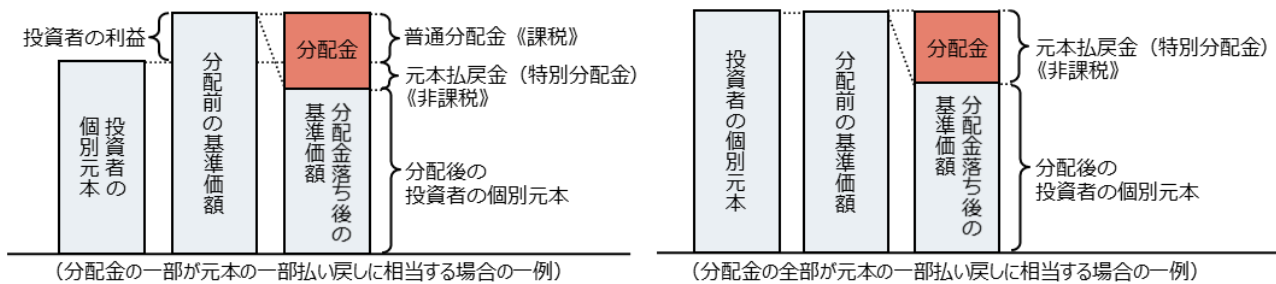 投資者の利益
投資者の
個別元本
分配前の基準価額
分配金
分配金落ち後の
基準価額
普通分配金《課税》
元本払戻金（特別分配金）
《非課税》
分配後の
投資者の個別元本
（分配金の一部が元本の一部払い戻しに相当する場合の一例）
投資者の個別元本
分配前の基準価額
分配金
分配金落ち後の
基準価額
元本払戻金（特別分配金）
《非課税》
分配後の
投資者の個別元本
（分配金の全部が元本の一部払い戻しに相当する場合の一例）